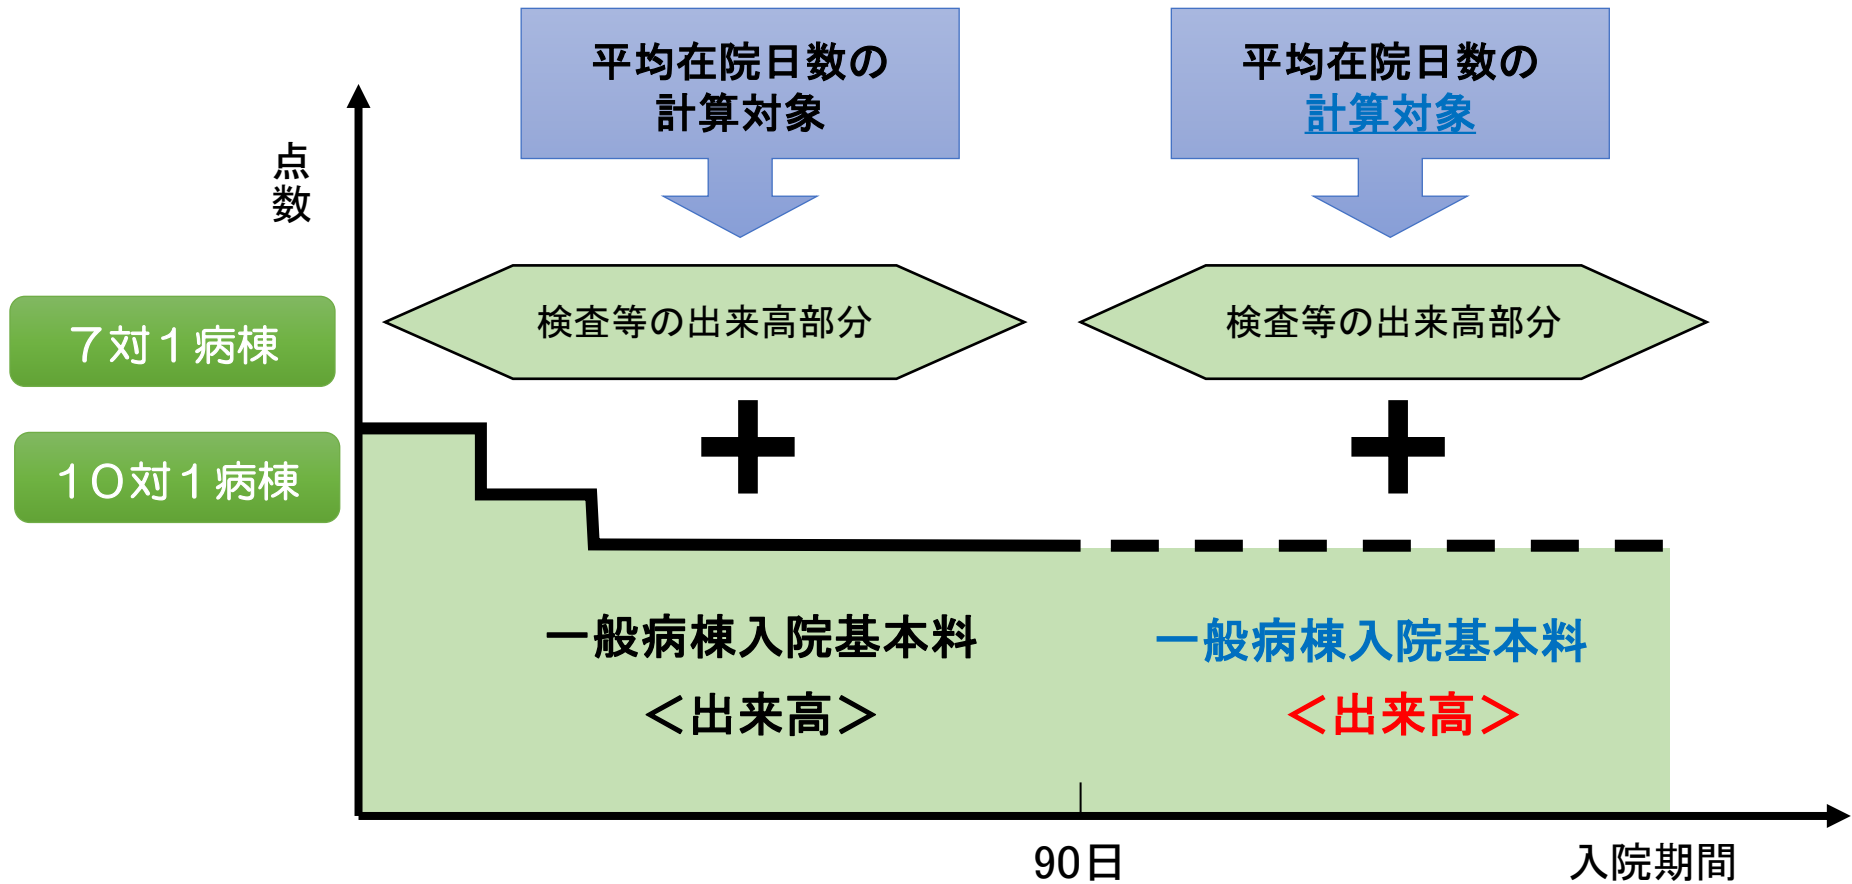 平均在院日数の
計算対象
平均在院日数の
計算対象
点数
検査等の出来高部分
検査等の出来高部分
７対１病棟
１０対１病棟
＋
＋
一般病棟入院基本料
＜出来高＞
一般病棟入院基本料
＜出来高＞
90日
入院期間